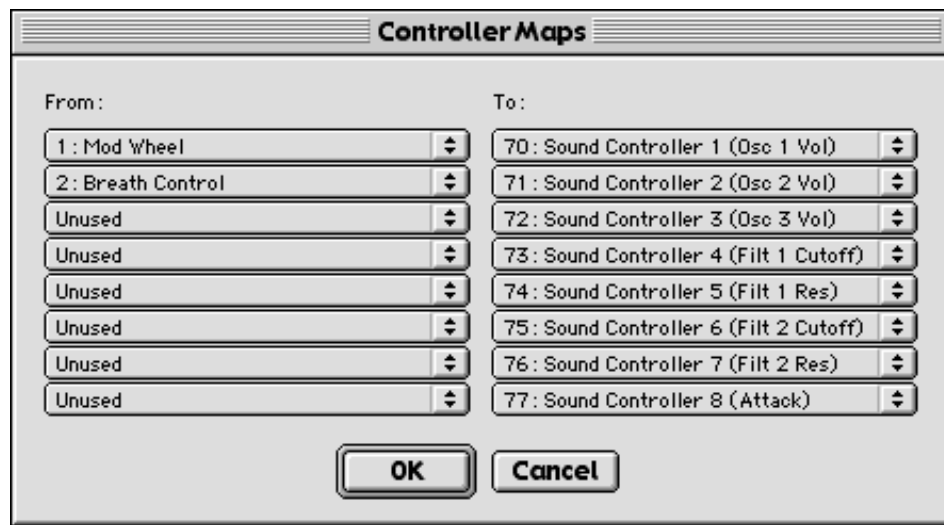 Controller Maps
From: To:
1: Mod Wheel 70: Sound Controller 1 (Osc 1 Vol)
2: Breath Control 71: Sound Controller 2 (Osc 2 Vol)
Unused 72: Sound Controller 3 (Osc 3 Vol)
Unused 73: Sound Controller 4 (Filt 1 Cutoff)
Unused 74: Sound Controller 5 (Filt 1 Res)
Unused 75: Sound Controller 6 (Filt 2 Cutoff)
Unused 76: Sound Controller 7 (Filt 2 Res)
Unused 77: Sound Controller 8 (Attack)
OK Cancel